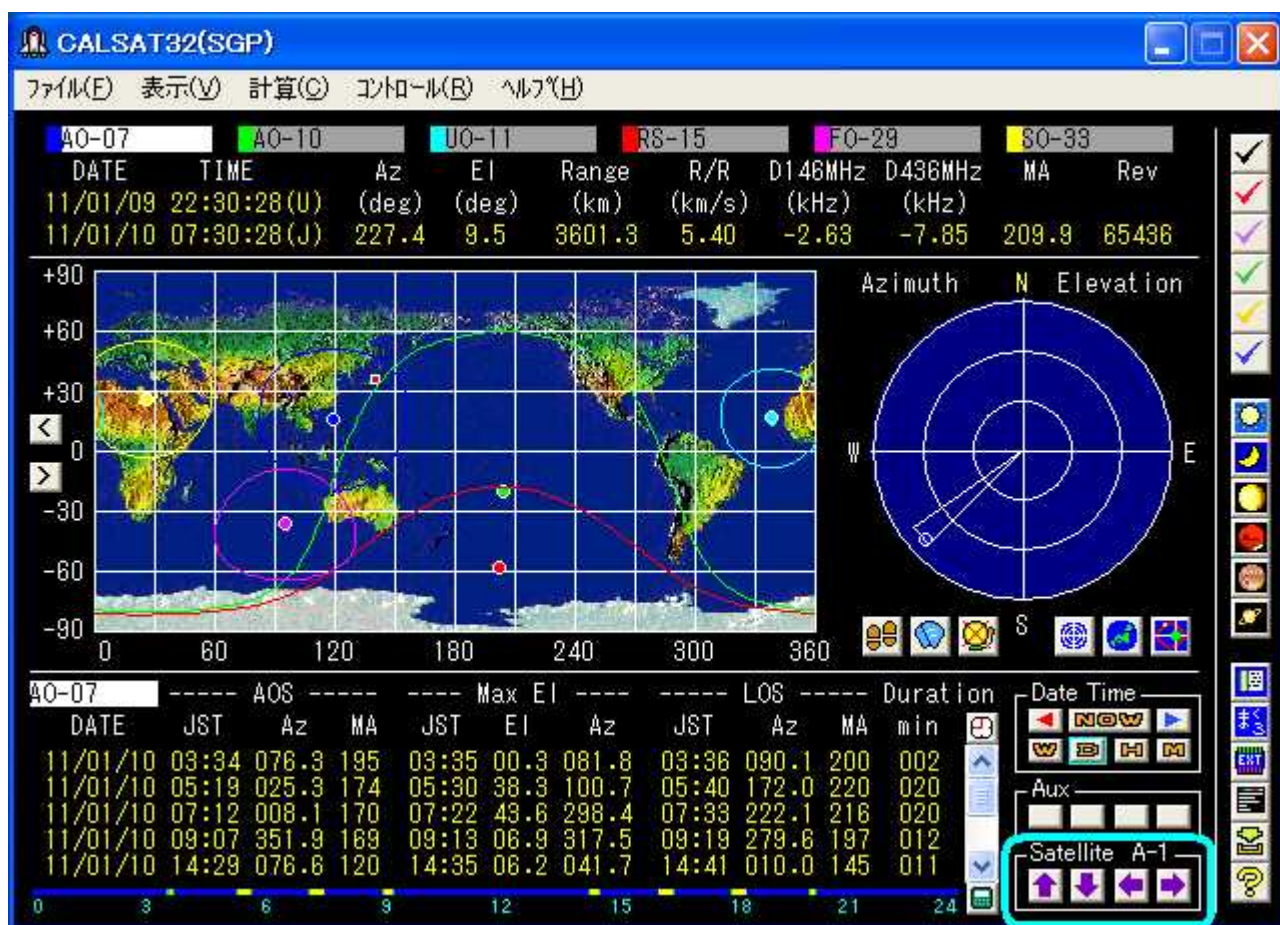 CALSAT32(SGP)
ファイル(F) 表示(V) 計算(C) コントロール(R) ヘルプ(H)
AO-07 AO-10 UO-11 RS-15 FO-29 SO-33
DATE TIME Az El Range R/R D146MHz D436MHz MA Rev
11/01/09 22:30:28(U) (deg) (deg) (km) (km/s) (kHz) (kHz)
11/01/10 07:30:28(J) 227.4 9.5 3601.3 5.40 -2.63 -7.85 209.9 65436
+90
+60
+30
0
-30
-60
-90
0 60 120 180 240 300 360
< >
Azimuth N Elevation
W E
S
AO-07 ----- AOS ----- ---- Max El ---- ----- LOS ----- Duration
DATE JST Az MA JST El Az JST Az MA min
11/01/10 03:34 076.3 195 03:35 00.3 081.8 03:36 090.1 200 002
11/01/10 05:19 025.3 174 05:30 38.3 100.7 05:40 172.0 220 020
11/01/10 07:12 008.1 170 07:22 43.6 298.4 07:33 222.1 216 020
11/01/10 09:07 351.9 169 09:13 06.9 317.5 09:19 279.6 197 012
11/01/10 14:29 076.6 120 14:35 06.2 041.7 14:41 010.0 145 011
0 3 6 9 12 15 18 21 24
Date Time
NOW
W D H M
Aux
Satellite A-1
まくろ
EXT
?